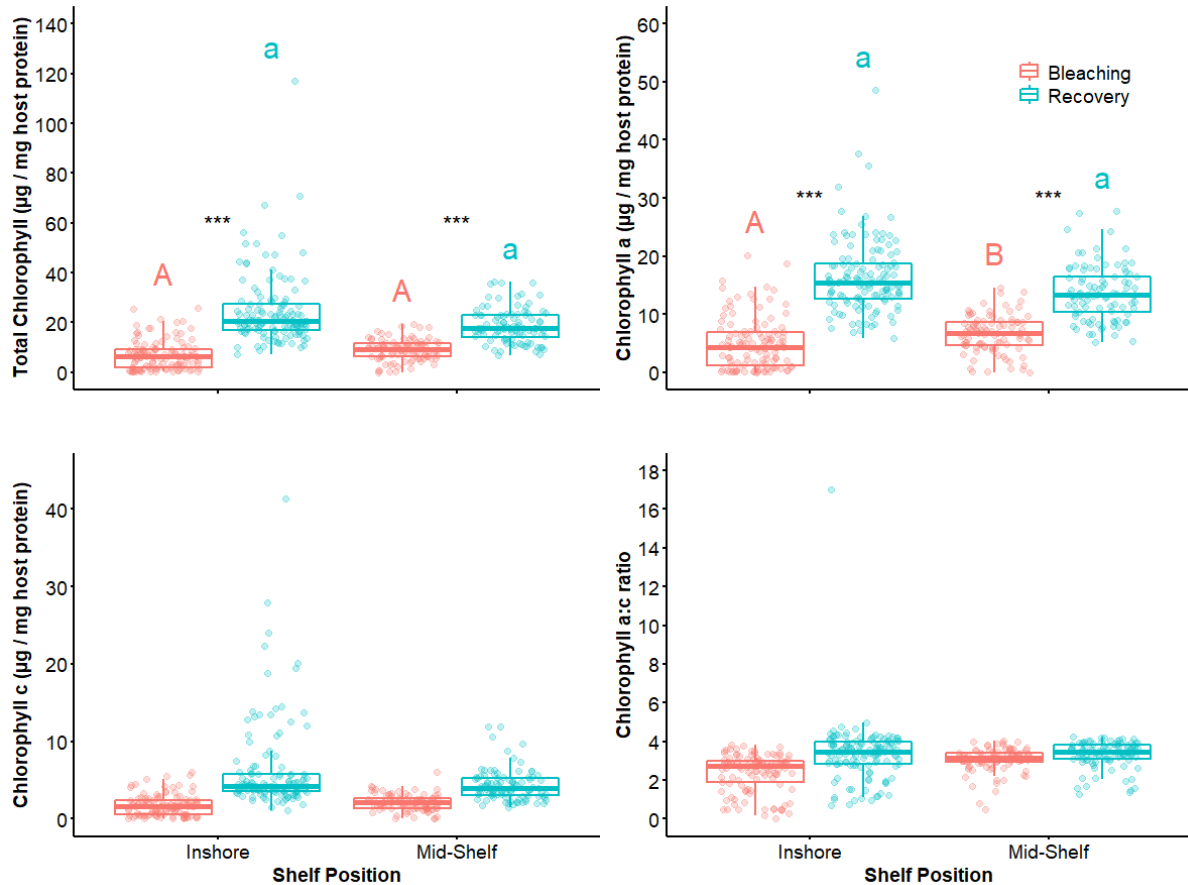 Total Chlorophyll (µg / mg host protein)
140
120
100
80
60
40
20
0
a
***
***
a
A
A
Chlorophyll a (µg / mg host protein)
60
50
40
30
20
10
0
a
Bleaching
Recovery
***
***
a
A
B
Chlorophyll c (µg / mg host protein)
40
30
20
10
0
Inshore
Mid-Shelf
Shelf Position
Chlorophyll a:c ratio
18
16
14
12
10
8
6
4
2
0
Inshore
Mid-Shelf
Shelf Position